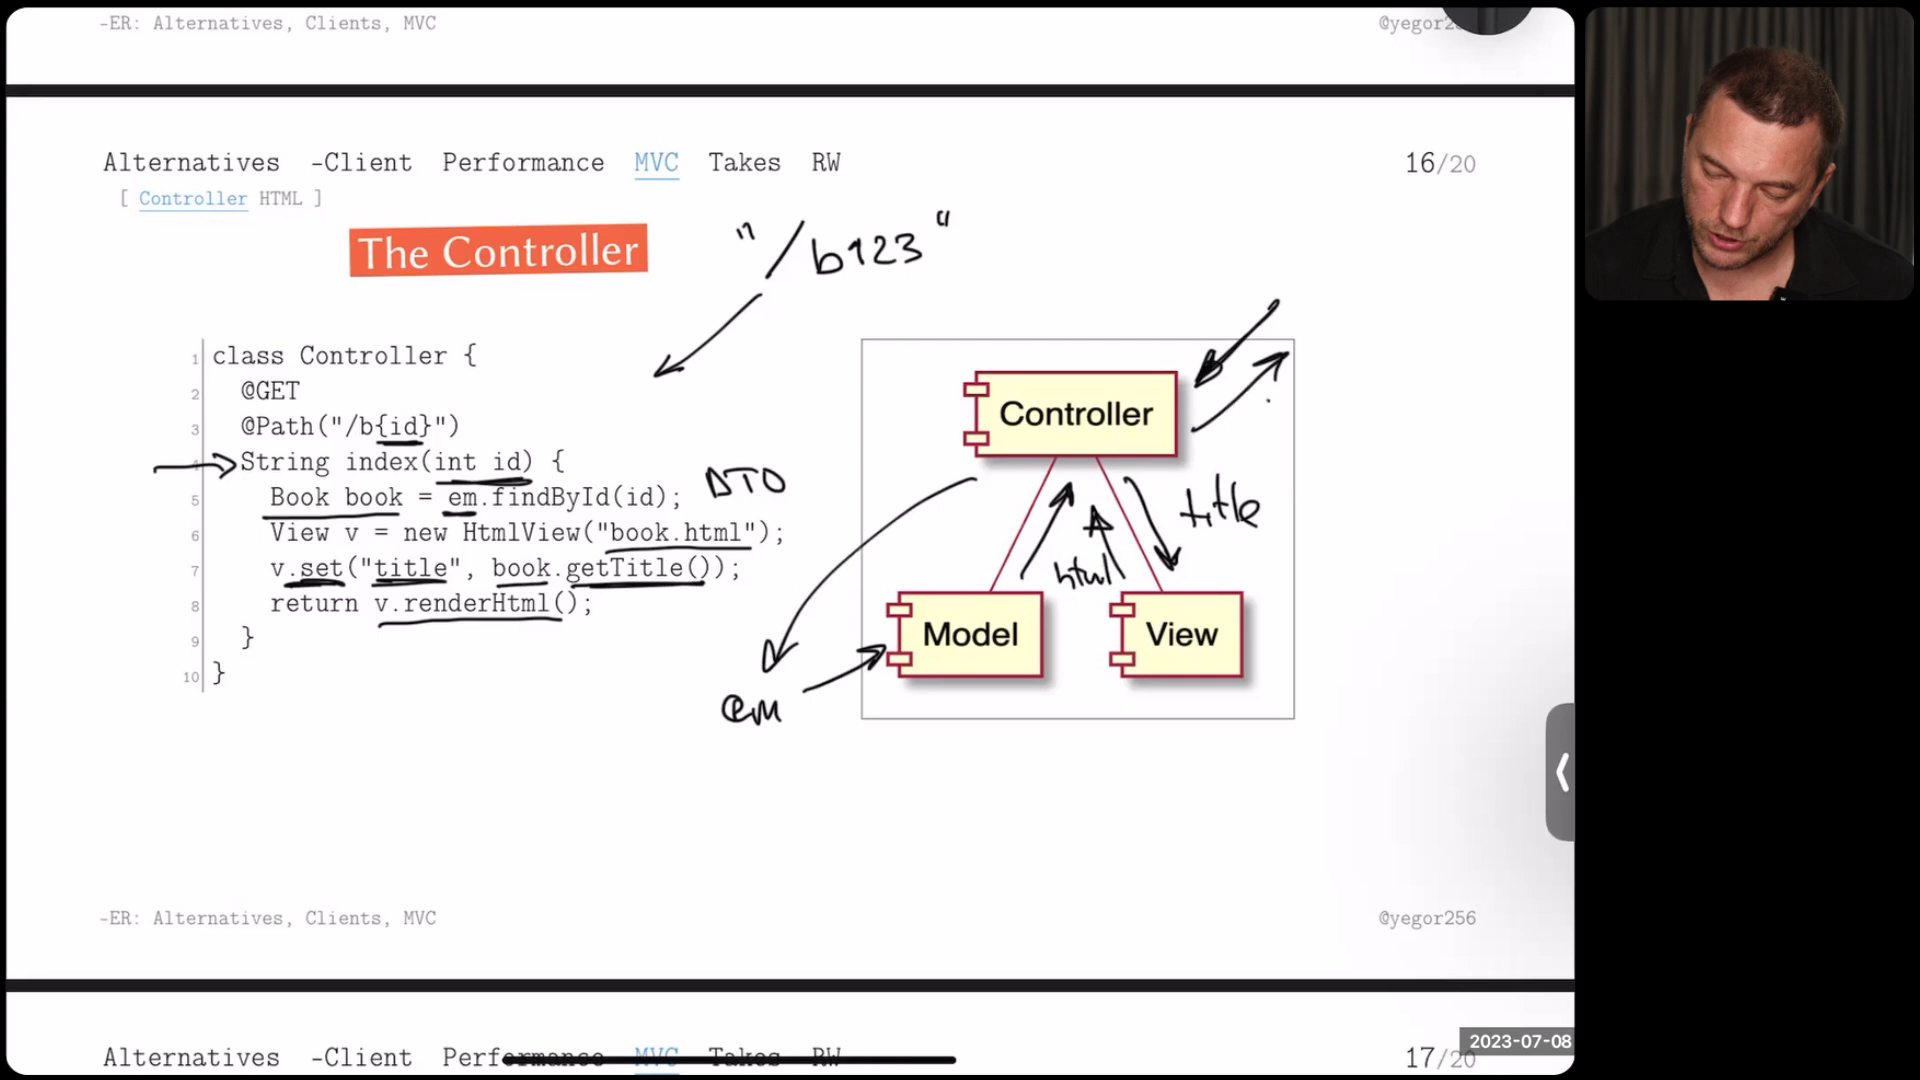 -ER: Alternatives, Clients, MVC
Alternatives -Client Performance MVC Takes RW 16/20
[ Controller HTML ]
The Controller
"/b123"
1 class Controller {
2 @GET
3 @Path("/b{id}")
4 String index(int id) {
5 Book book = em.findById(id);
6 View v = new HtmlView("book.html");
7 v.set("title", book.getTitle());
8 return v.renderHtml();
9 }
10 }
DTO
em
Controller
title
html
Model
View
-ER: Alternatives, Clients, MVC @yegor256
Alternatives -Client Performance MVC Takes RW 17/20
2023-07-08